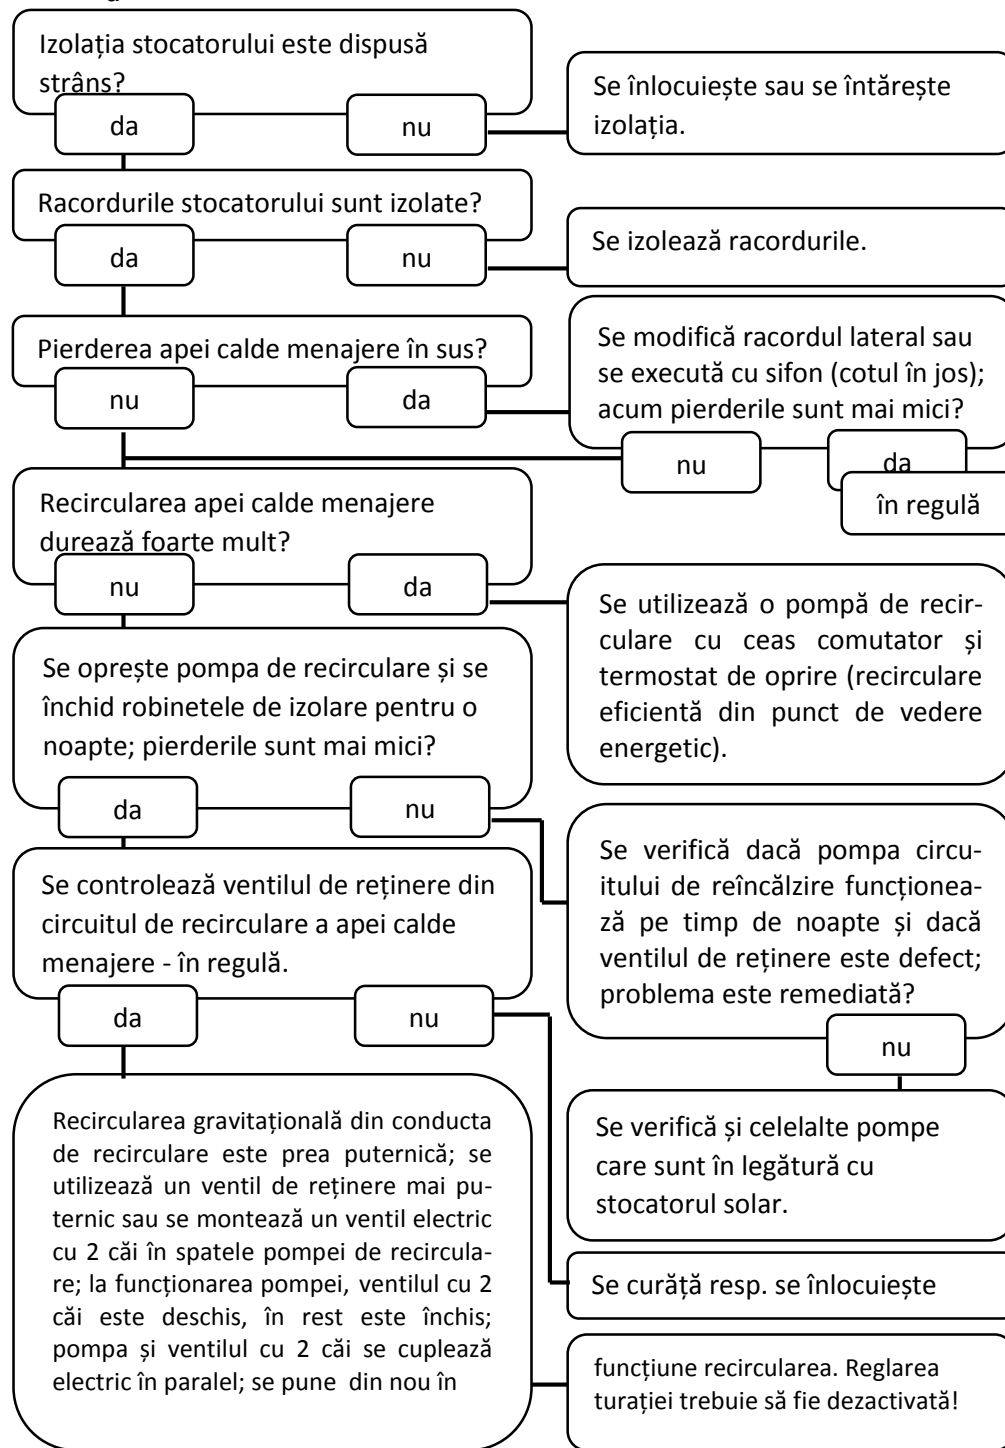 Izolația stocatorului este dispusă
strâns?
da
nu
Se înlocuiește sau se întărește
izolația.
Racordurile stocatorului sunt izolate?
da
nu
Se izolează racordurile.
Pierderea apei calde menajere în sus?
nu
da
Se modifică racordul lateral sau
se execută cu sifon (cotul în jos);
acum pierderile sunt mai mici?
nu
da
în regulă
Recircularea apei calde menajere
durează foarte mult?
nu
da
Se utilizează o pompă de recir-
culare cu ceas comutator și
termostat de oprire (recirculare
eficientă din punct de vedere
energetic).
Se oprește pompa de recirculare și se
închid robinetele de izolare pentru o
noapte; pierderile sunt mai mici?
da
nu
Se verifică dacă pompa circu-
itului de reîncălzire funcționea-
ză pe timp de noapte și dacă
ventilul de reținere este defect;
problema este remediată?
nu
Se controlează ventilul de reținere din
circuitul de recirculare a apei calde
menajere - în regulă.
da
nu
Se verifică și celelalte pompe
care sunt în legătură cu
stocatorul solar.
Se curăță resp. se înlocuiește
Recircularea gravitațională din conducta
de recirculare este prea puternică; se
utilizează un ventil de reținere mai pu-
ternic sau se montează un ventil electric
cu 2 căi în spatele pompei de recircula-
re; la funcționarea pompei, ventilul cu 2
căi este deschis, în rest este închis;
pompa și ventilul cu 2 căi se cuplează
electric în paralel; se pune din nou în
funcțiune recircularea. Reglarea
turației trebuie să fie dezactivată!